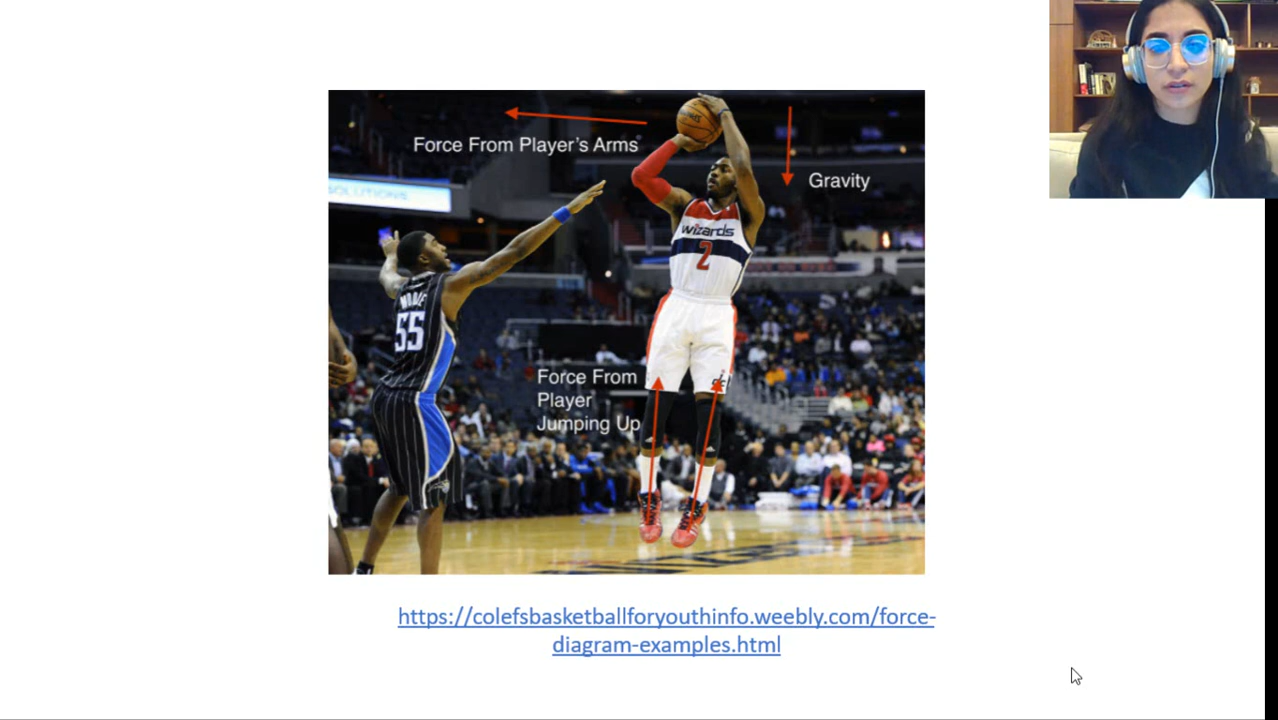 Force From Player's Arms
Gravity
SOLUTIONS
wizards
2
55
Force From
Player
Jumping Up
https://colefsbasketballforyouthinfo.weebly.com/force-
diagram-examples.html